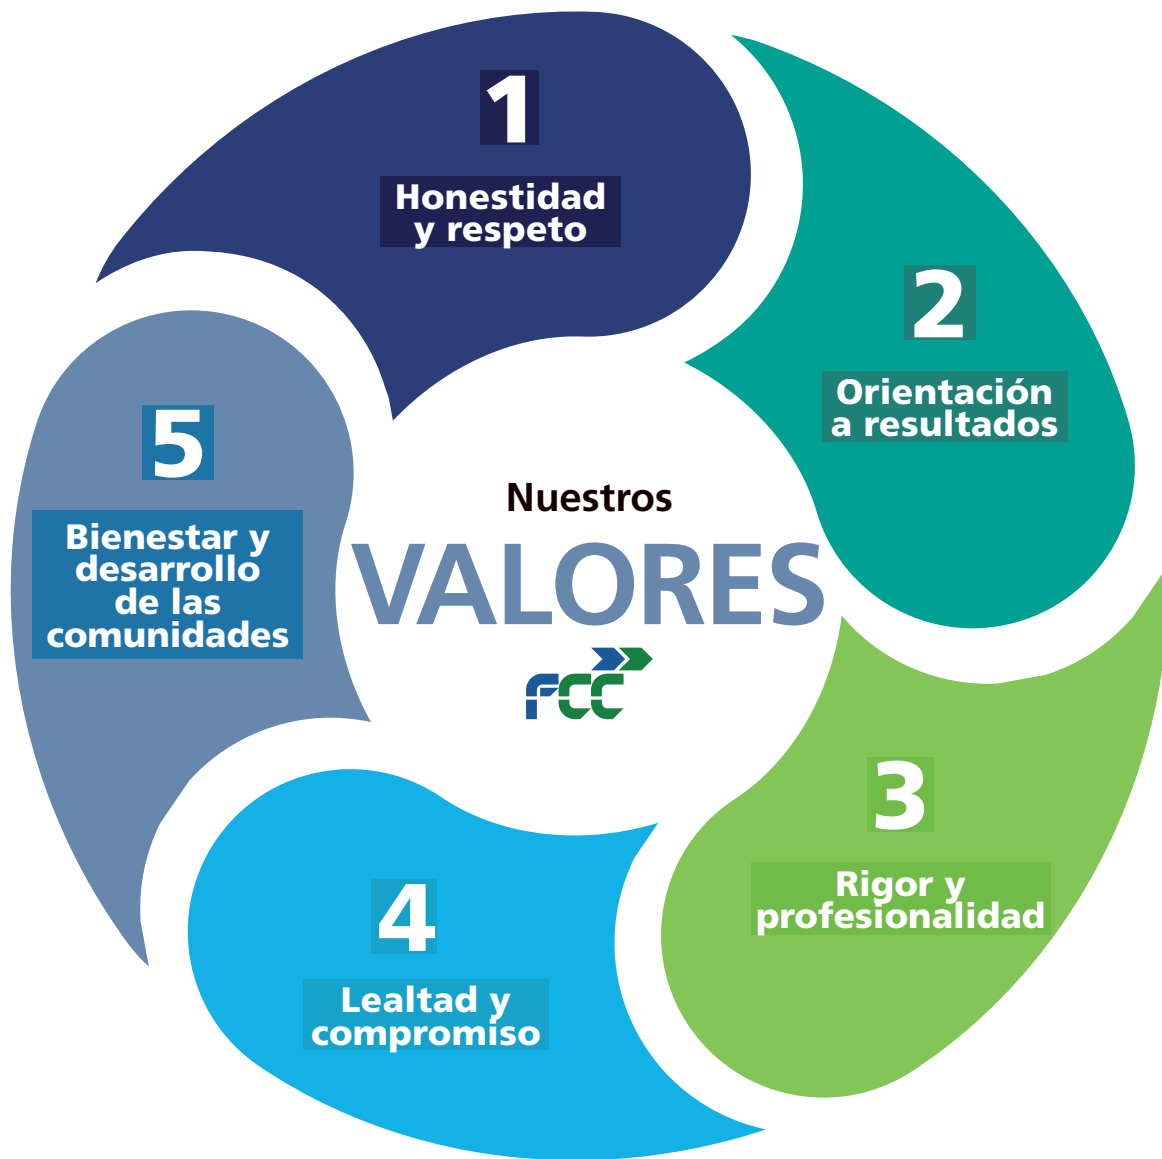 1
Honestidad
y respeto
2
Orientación
a resultados
5
Bienestar y
desarrollo
de las
comunidades
Nuestros
VALORES
FCC
3
Rigor y
profesionalidad
4
Lealtad y
compromiso